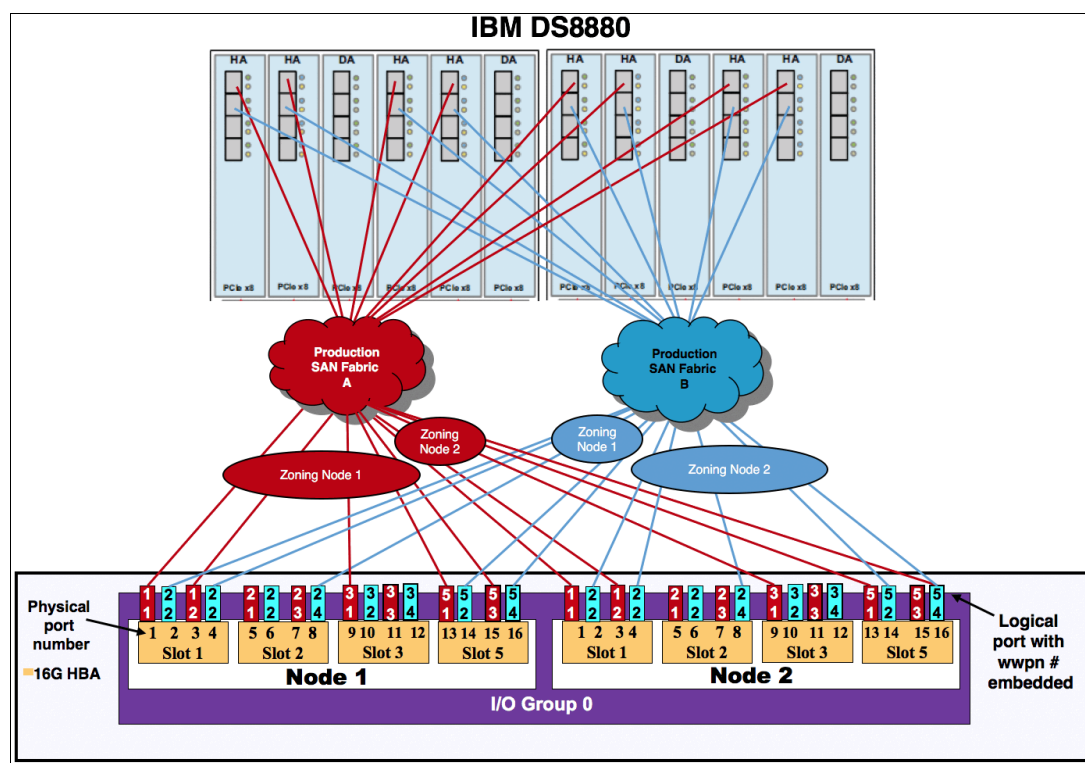 IBM DS8880
HA HA DA HA HA DA HA HA DA HA HA DA
PCIe x8 PCIe x8 PCIe x8 PCIe x8 PCIe x8 PCIe x8 PCIe x8 PCIe x8 PCIe x8 PCIe x8 PCIe x8 PCIe x8
Production
SAN Fabric
A
Production
SAN Fabric
B
Zoning
Node 2
Zoning
Node 1
Zoning Node 1
Zoning Node 2
Physical
port
number
16G HBA
1 2 1 2 2 2 2 2 3 3 3 3 5 5 5 5 1 2 1 2 2 2 2 2 3 3 3 3 5 5 5 5
1 2 2 2 1 2 3 4 1 2 3 4 1 2 3 4 1 2 2 2 1 2 3 4 1 2 3 4 1 2 3 4
1 2 3 4 5 6 7 8 9 10 11 12 13 14 15 16 1 2 3 4 5 6 7 8 9 10 11 12 13 14 15 16
Slot 1 Slot 2 Slot 3 Slot 5 Slot 1 Slot 2 Slot 3 Slot 5
Node 1 Node 2
I/O Group 0
Logical
port with
wwpn #
embedded